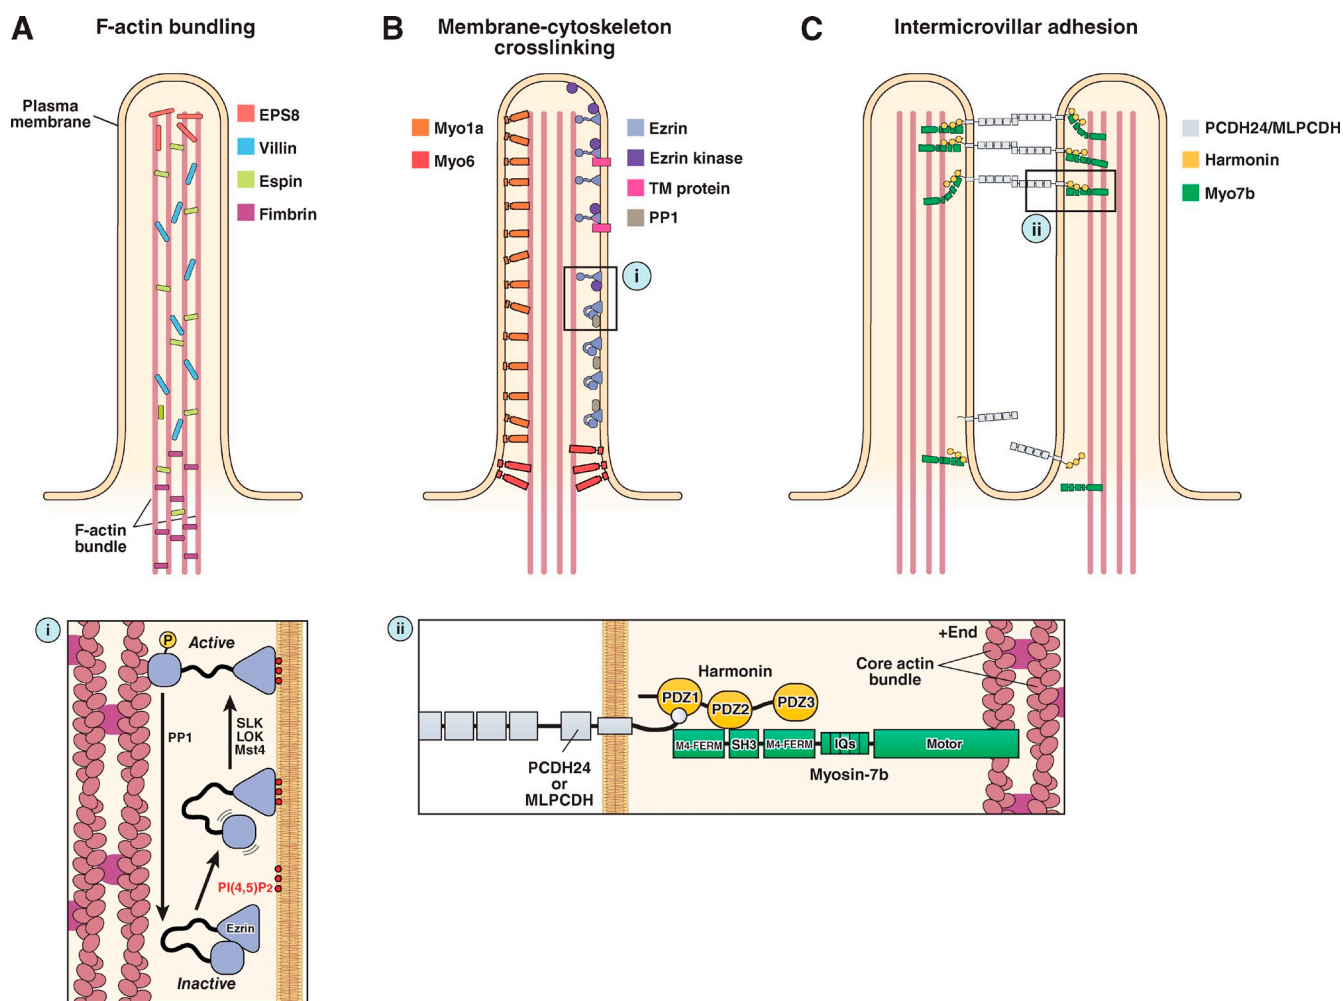 A
F-actin bundling
Plasma
membrane
EPS8
Villin
Espin
Fimbrin
F-actin
bundle
B
Membrane-cytoskeleton
crosslinking
Myo1a
Myo6
Ezrin
Ezrin kinase
TM protein
PP1
i
C
Intermicrovillar adhesion
PCDH24/MLPCDH
Harmonin
Myo7b
ii
i
P
Active
PP1
SLK
LOK
Mst4
PI(4,5)P2
Ezrin
Inactive
ii
+End
Core actin
bundle
Harmonin
PDZ1
PDZ2
PDZ3
M4-FERM
SH3
M4-FERM
IQs
Motor
Myosin-7b
PCDH24
or
MLPCDH